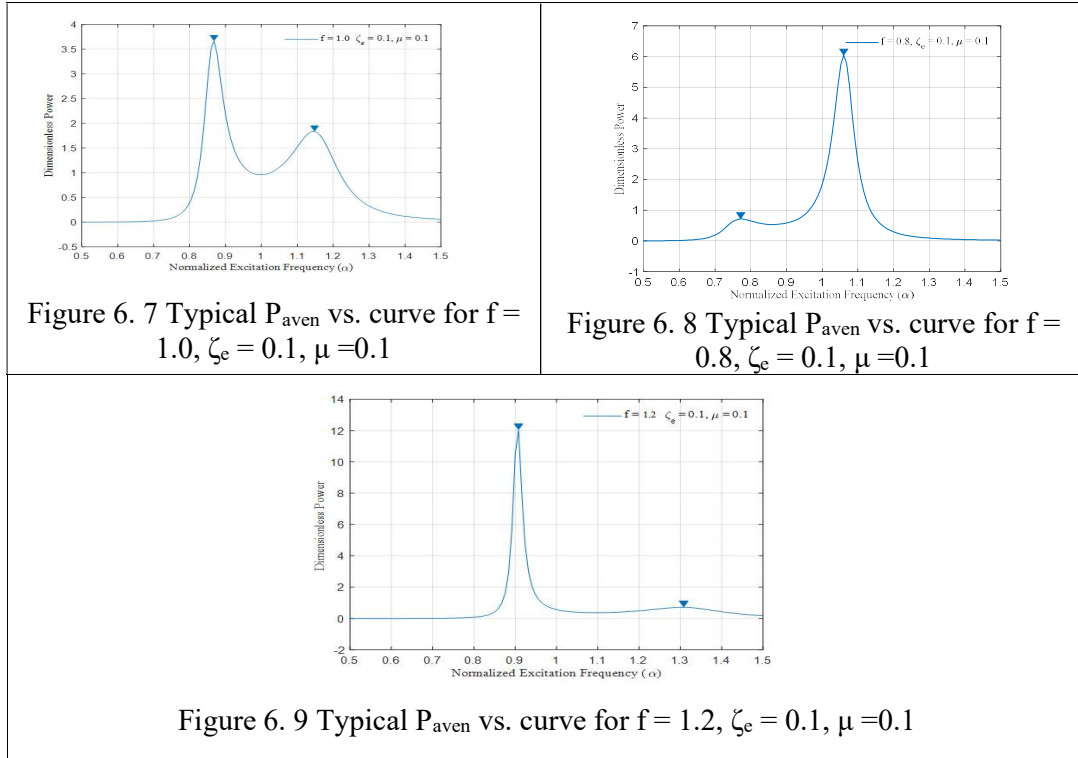 4
3.5
3
2.5
2
1.5
1
0.5
0
-0.5
Dimensionless Power
f = 1.0 ζe = 0.1, μ = 0.1
0.5 0.6 0.7 0.8 0.9 1 1.1 1.2 1.3 1.4 1.5
Normalized Excitation Frequency (α)
Figure 6. 7 Typical Paven vs. curve for f =
1.0, ζe = 0.1, μ =0.1
7
6
5
4
3
2
1
0
-1
Dimensionless Power
f = 0.8, ζe = 0.1, μ = 0.1
0.5 0.6 0.7 0.8 0.9 1 1.1 1.2 1.3 1.4 1.5
Normalized Excitation Frequency (α)
Figure 6. 8 Typical Paven vs. curve for f =
0.8, ζe = 0.1, μ =0.1
14
12
10
8
6
4
2
0
-2
Dimensionless Power
f = 1.2 ζe = 0.1, μ = 0.1
0.5 0.6 0.7 0.8 0.9 1 1.1 1.2 1.3 1.4 1.5
Normalized Excitation Frequency (α)
Figure 6. 9 Typical Paven vs. curve for f = 1.2, ζe = 0.1, μ =0.1